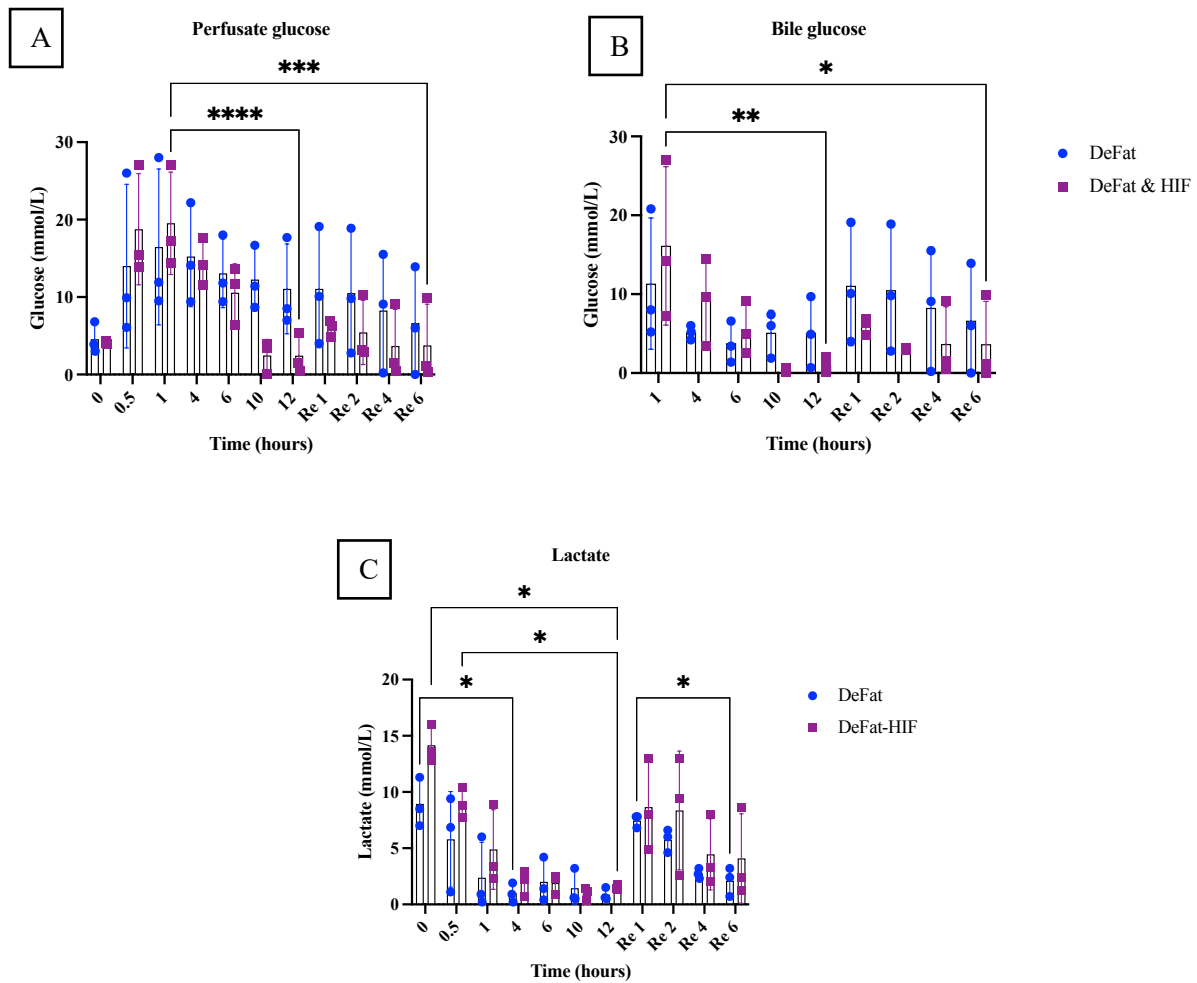 A
Perfusate glucose
***
****
30
20
10
0
Glucose (mmol/L)
0 0.5 1 4 6 10 12 Re 1 Re 2 Re 4 Re 6
Time (hours)
B
Bile glucose
*
**
30
20
10
0
Glucose (mmol/L)
1 4 6 10 12 Re 1 Re 2 Re 4 Re 6
Time (hours)
DeFat
DeFat & HIF
C
Lactate
*
*
*
*
20
15
10
5
0
Lactate (mmol/L)
0 0.5 1 4 6 10 12 Re 1 Re 2 Re 4 Re 6
Time (hours)
DeFat
DeFat-HIF